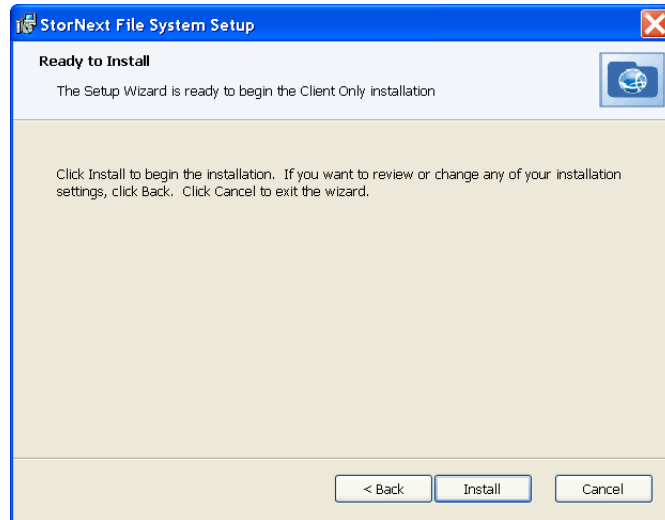 StorNext File System Setup
Ready to Install
The Setup Wizard is ready to begin the Client Only installation
Click Install to begin the installation.  If you want to review or change any of your installation
settings, click Back.  Click Cancel to exit the wizard.
< Back Install Cancel